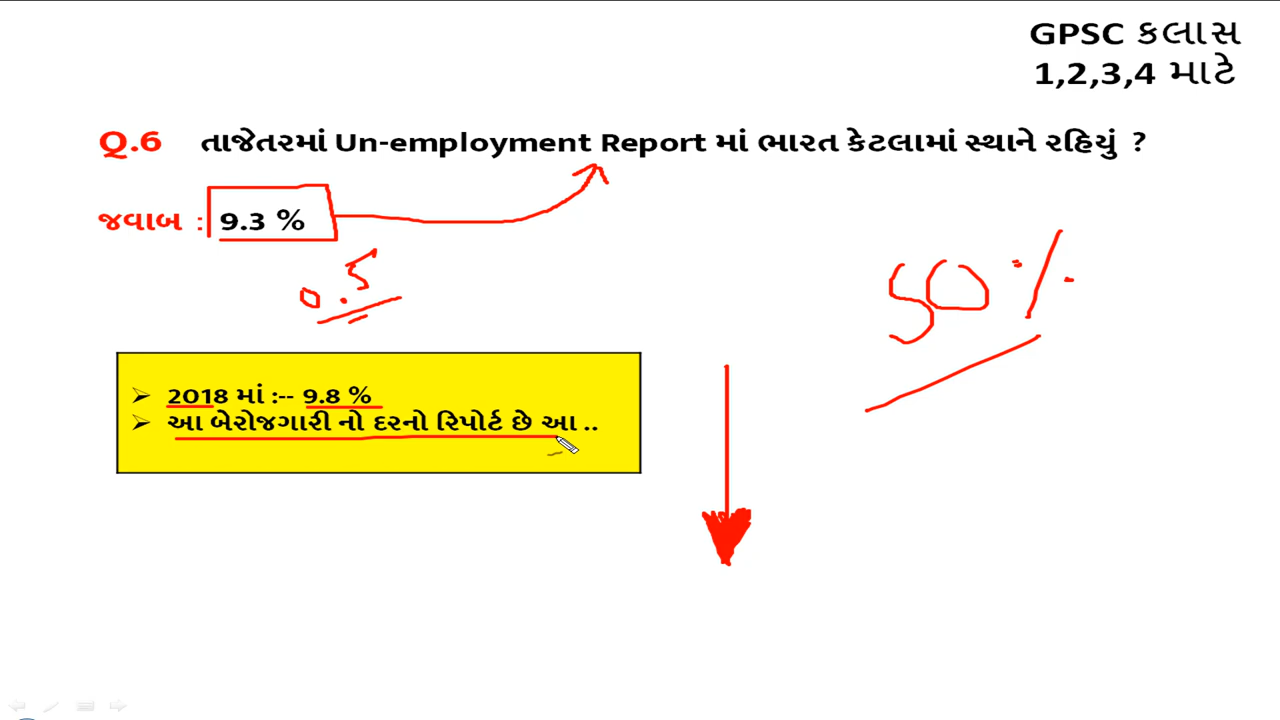 GPSC કલાસ
1,2,3,4 માટે
Q.6 તાજેતરમાં Un-employment Report માં ભારત કેટલામાં સ્થાને રહિયું ?
જવાબ : 9.3 %
0.5
50%
➢ 2018 માં :-- 9.8 %
➢ આ બેરોજગારી નો દરનો રિપોર્ટ છે આ ..